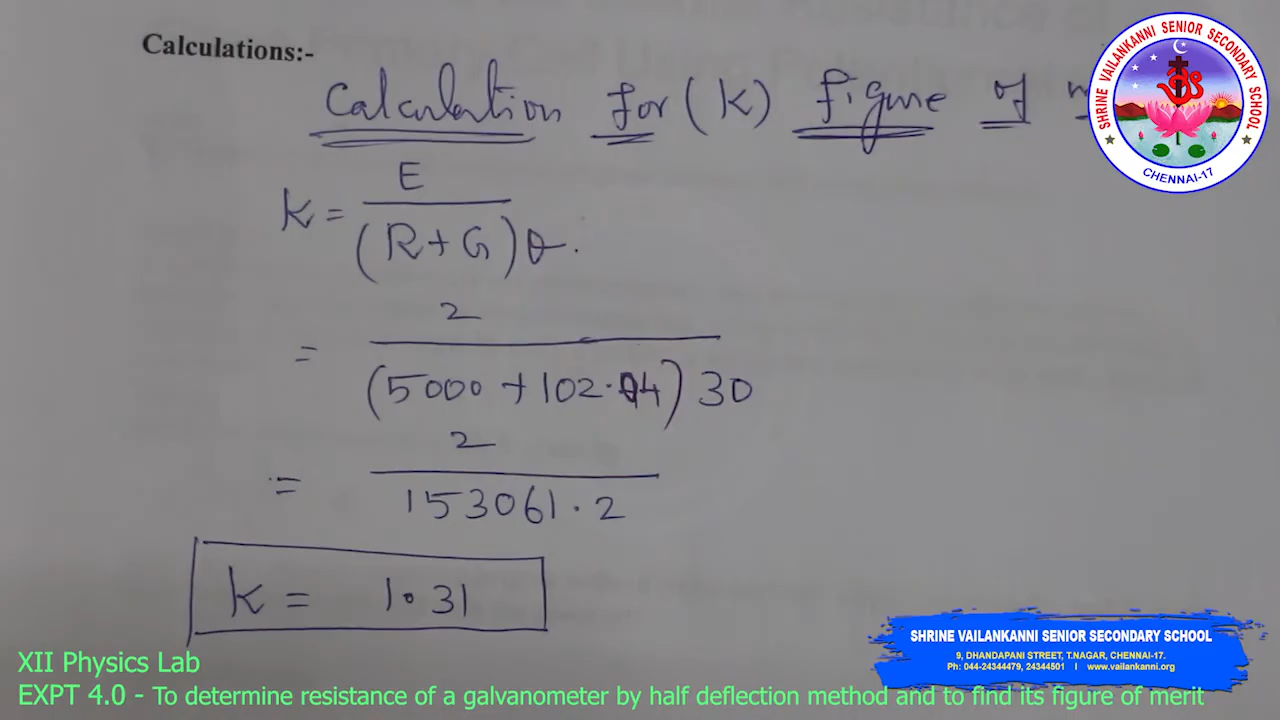 Calculations:-
Calculation for (K) figure of
K = E / (R+G)θ.
= 2 / (5000 + 102.04) 30
= 2 / 153061.2
K = 1.31
SHRINE VAILANKANNI SENIOR SECONDARY SCHOOL
CHENNAI-17
SHRINE VAILANKANNI SENIOR SECONDARY SCHOOL
9, DHANDAPANI STREET, T.NAGAR, CHENNAI-17.
Ph: 044-24344479, 24344501 I www.vailankanni.org
XII Physics Lab
EXPT 4.0 - To determine resistance of a galvanometer by half deflection method and to find its figure of merit